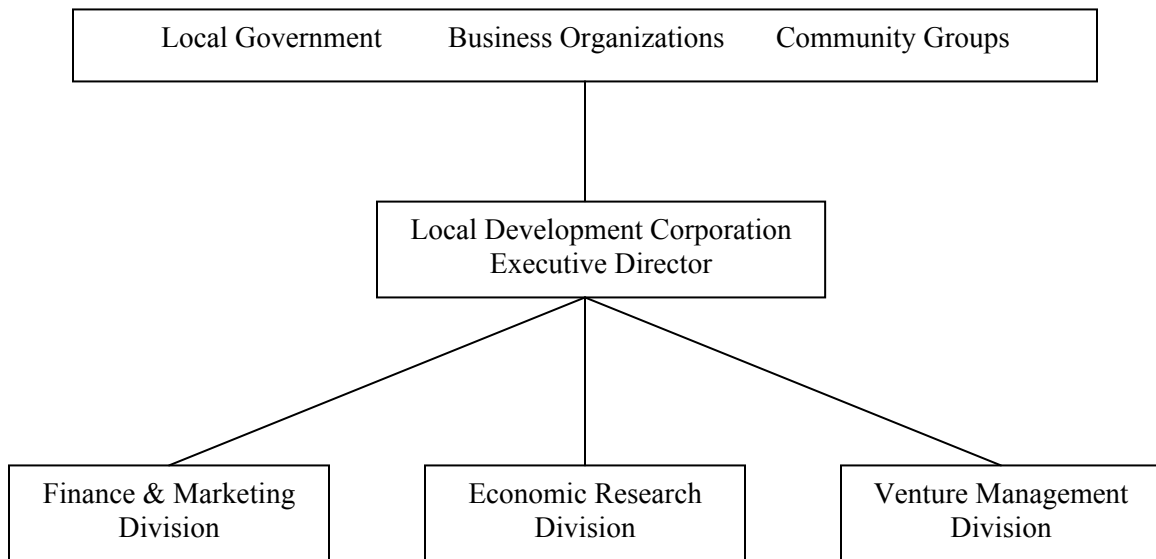 Local Government Business Organizations Community Groups
Local Development Corporation
Executive Director
Finance & Marketing
Division
Economic Research
Division
Venture Management
Division